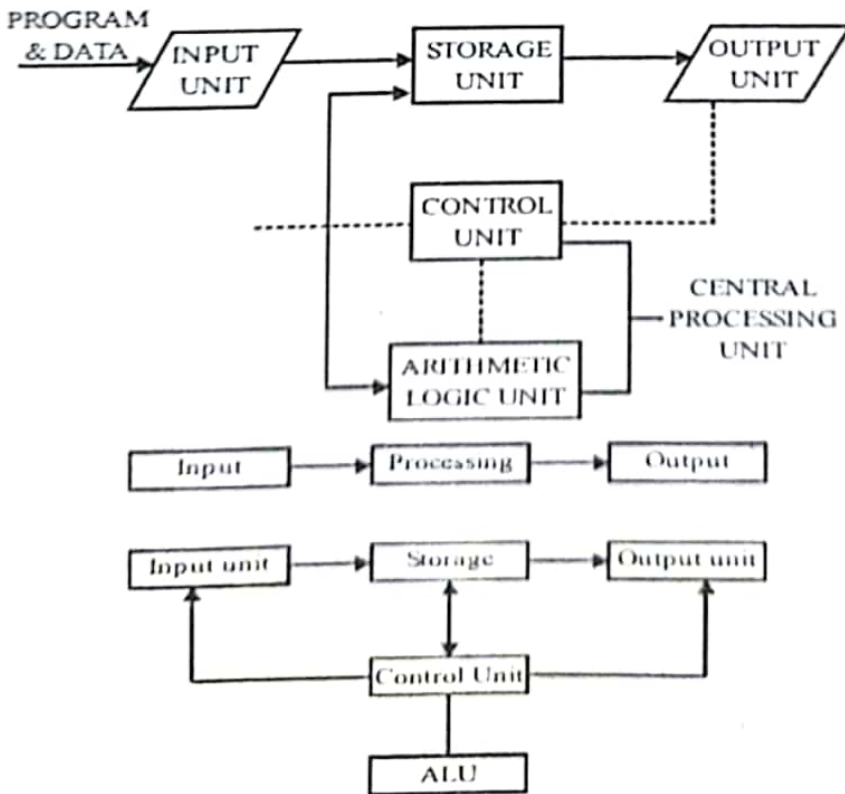 PROGRAM
& DATA
INPUT
UNIT
STORAGE
UNIT
OUTPUT
UNIT
CONTROL
UNIT
CENTRAL
PROCESSING
UNIT
ARITHMETIC
LOGIC UNIT
Input
Processing
Output
Input unit
Storage
Output unit
Control Unit
ALU